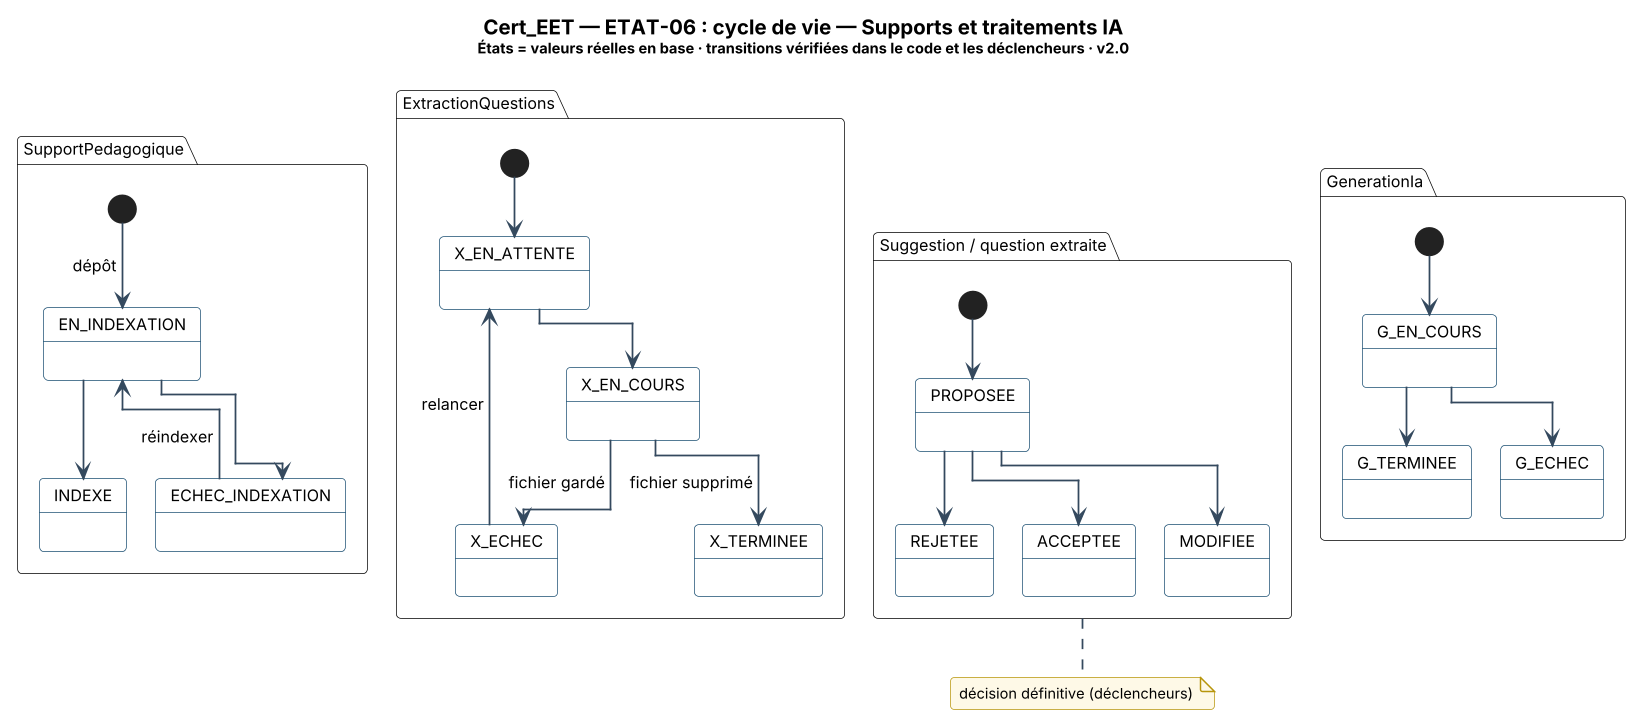 Cert_EET — ETAT-06 : cycle de vie — Supports et traitements IA
États = valeurs réelles en base · transitions vérifiées dans le code et les déclencheurs · v2.0
SupportPedagogique
dépôt
EN_INDEXATION
réindexer
INDEXE
ECHEC_INDEXATION
ExtractionQuestions
X_EN_ATTENTE
X_EN_COURS
relancer
fichier gardé
fichier supprimé
X_ECHEC
X_TERMINEE
Suggestion / question extraite
PROPOSEE
REJETEE
ACCEPTEE
MODIFIEE
décision définitive (déclencheurs)
GenerationIa
G_EN_COURS
G_TERMINEE
G_ECHEC